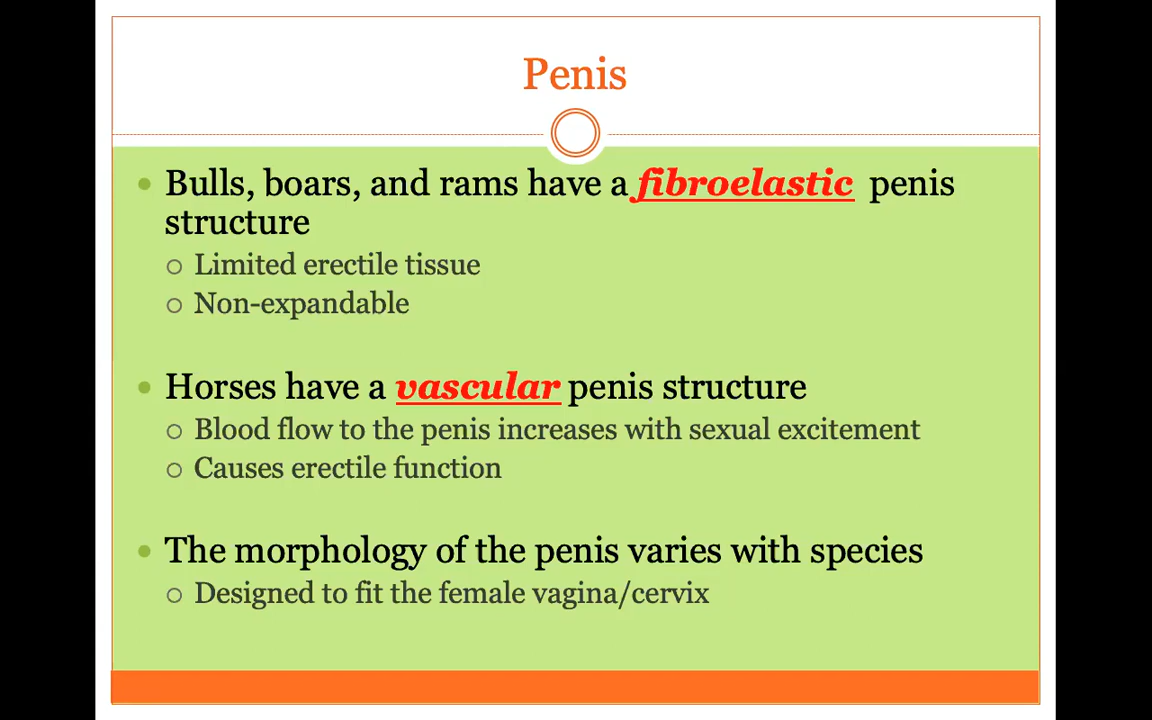 Penis
Bulls, boars, and rams have a fibroelastic penis
structure
Limited erectile tissue
Non-expandable
Horses have a vascular penis structure
Blood flow to the penis increases with sexual excitement
Causes erectile function
The morphology of the penis varies with species
Designed to fit the female vagina/cervix